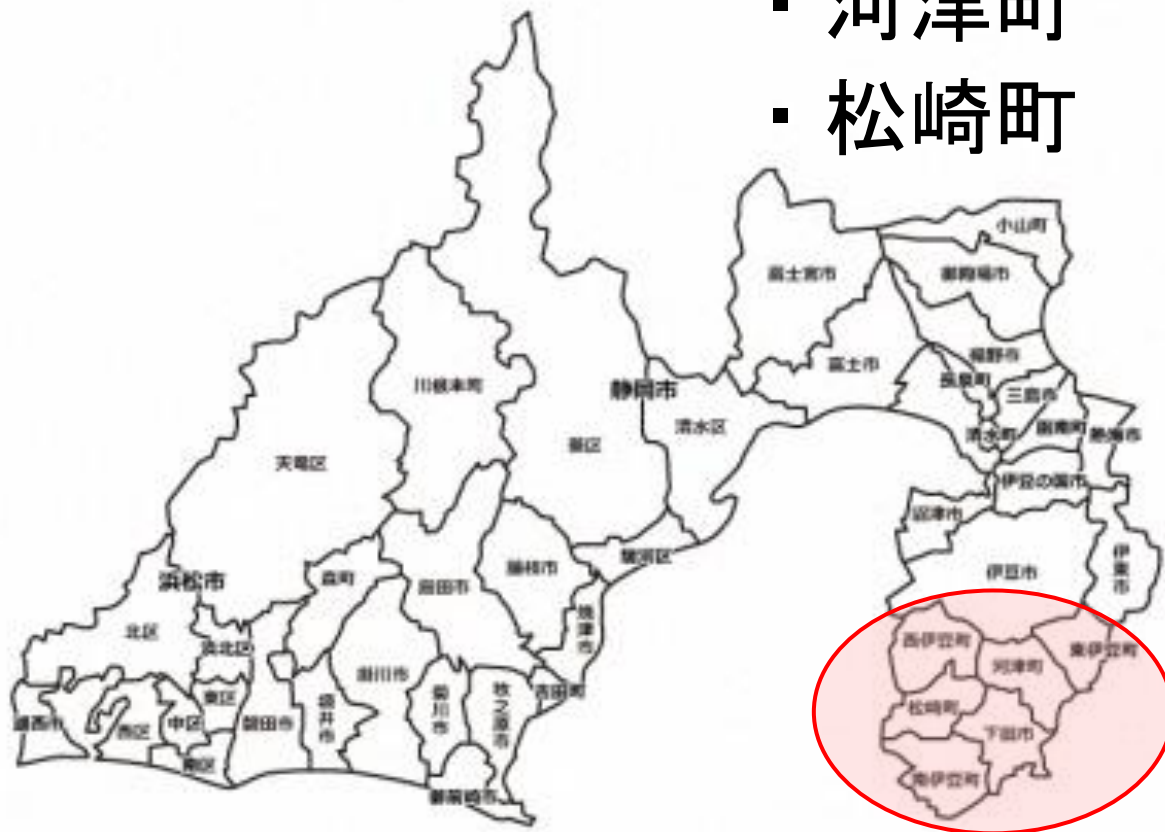 ・河津町
・松崎町
小山町
富士宮市
御殿場市
裾野市
富士市
長泉町
三島市
川根本町
静岡市
清水区
清水町
函南町
熱海市
葵区
天竜区
伊豆の国市
沼津市
伊豆市
伊東市
駿河区
藤枝市
森町
島田市
浜松市
焼津市
北区
浜北区
西伊豆町
河津町
東伊豆町
掛川市
菊川市
牧之原市
吉田町
湖西市
西区
中区
東区
磐田市
袋井市
松崎町
下田市
南区
御前崎市
南伊豆町